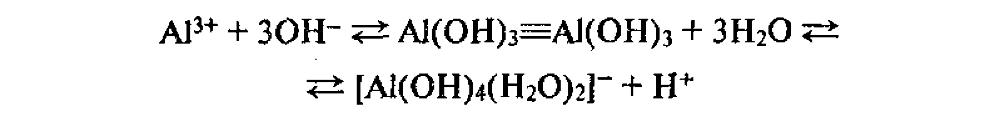 Al³⁺ + 3OH⁻ ⇄ Al(OH)₃≡Al(OH)₃ + 3H₂O ⇄
⇄ [Al(OH)₄(H₂O)₂]⁻ + H⁺